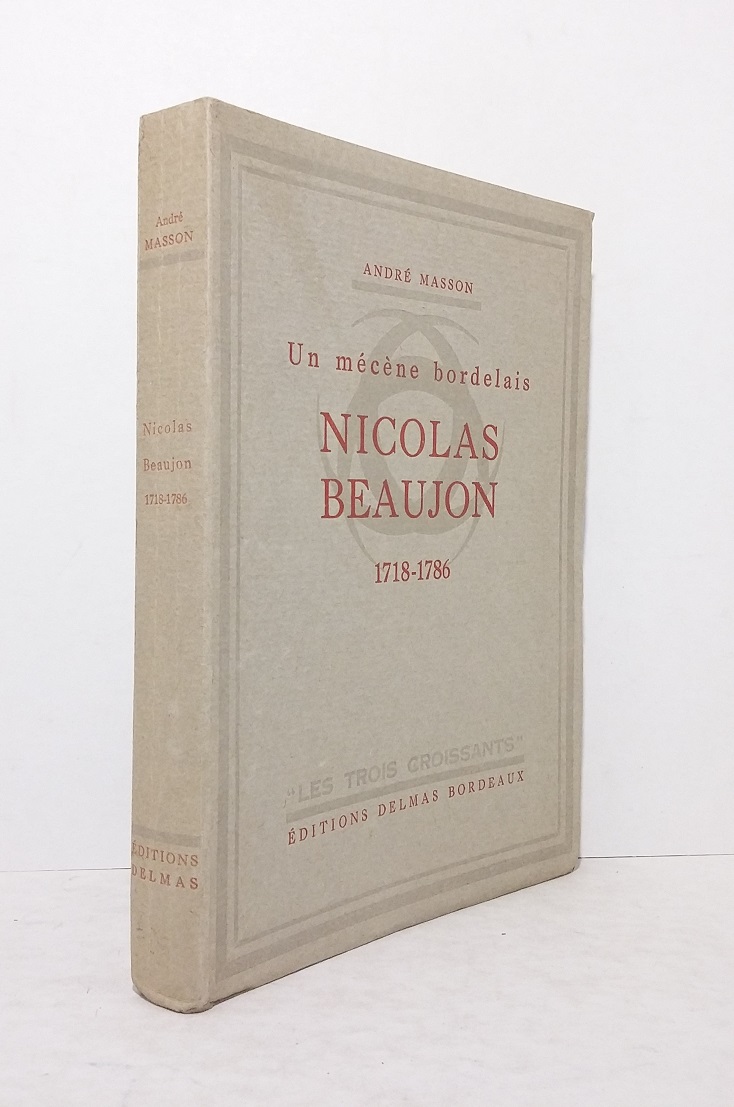 André
MASSON
Nicolas
Beaujon
1718-1786
ÉDITIONS
DELMAS
ANDRÉ MASSON
Un mécène bordelais
NICOLAS
BEAUJON
1718-1786
"LES TROIS CROISSANTS"
ÉDITIONS DELMAS BORDEAUX